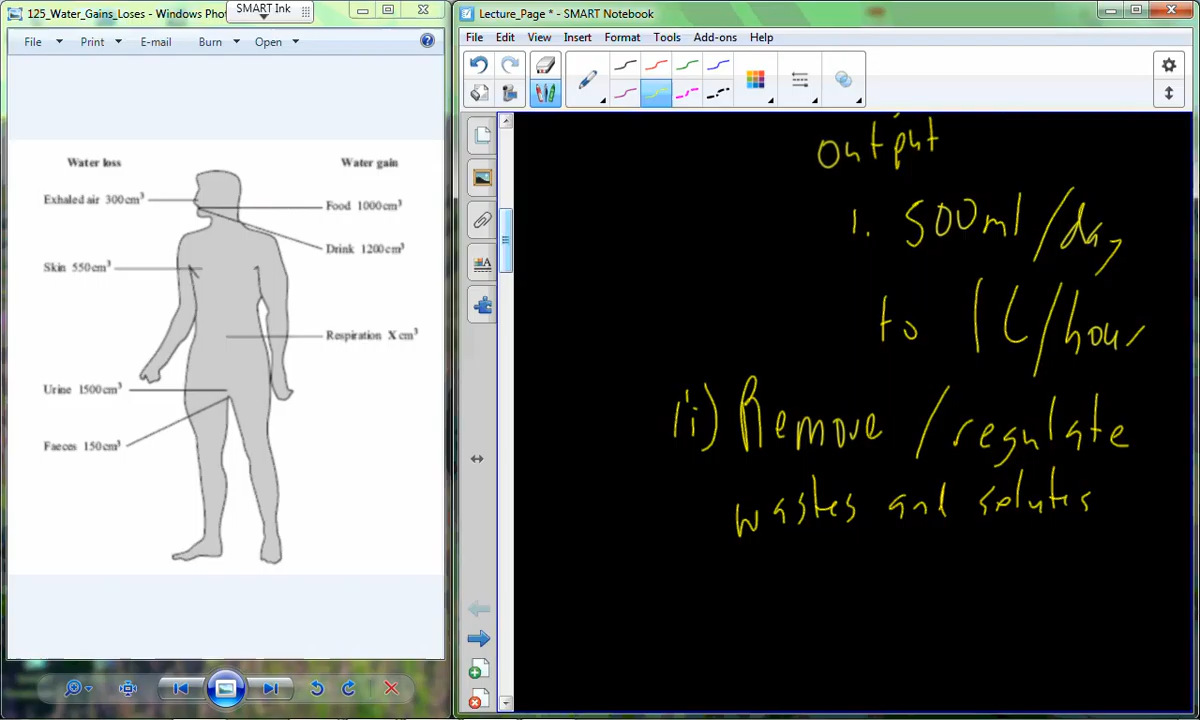 125_Water_Gains_Loses - Windows Pho
SMART Ink
File Print E-mail Burn Open
Water loss
Water gain
Exhaled air 300cm³
Food 1000cm³
Drink 1200cm³
Skin 550cm³
Respiration X cm³
Urine 1500cm³
Faeces 150cm³
Lecture_Page * - SMART Notebook
File Edit View Insert Format Tools Add-ons Help
output
1. 500ml/day
to 1L/hour
ii) Remove/regulate
wastes and solutes